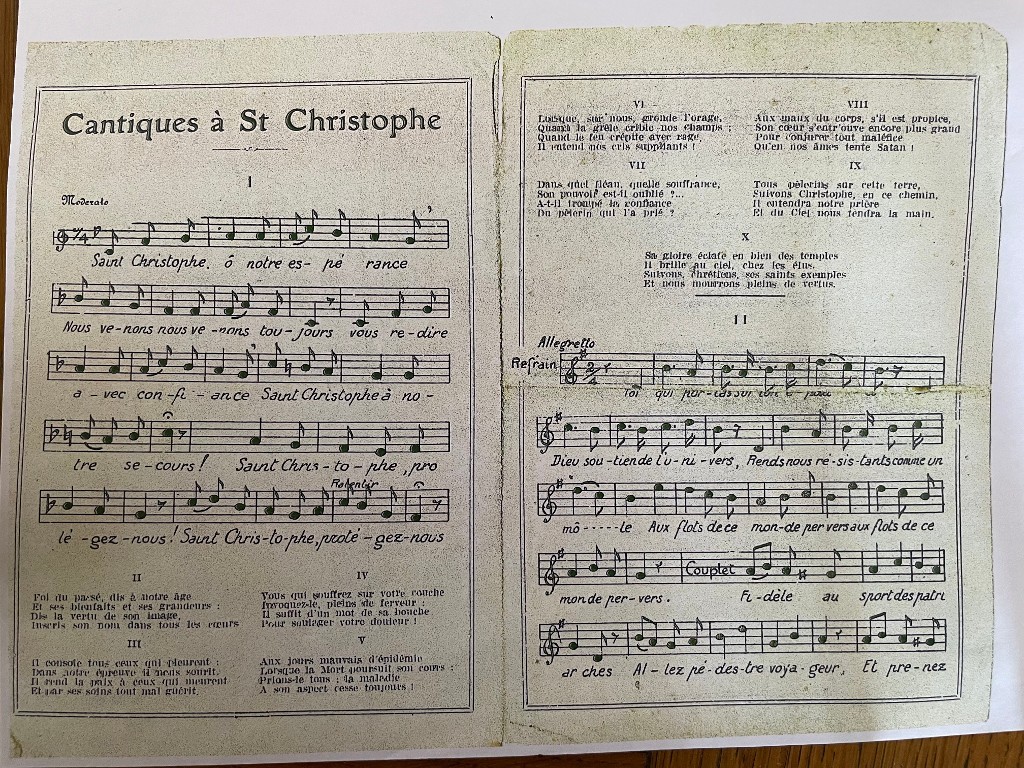 Cantiques à St Christophe
I
Moderato
Saint Christophe, ô notre es- pé rance
Nous ve-nons nous ve-nons tou-jours vous re-dire
a - vec con-fi - ance Saint Christophe à no-
tre se-cours! Saint Chris-to-phe, pro
Ralentir
té -gez-nous! Saint Chris-to-phe, proté-gez-nous
II
Foi du passé, dis à notre âge
Et ses bienfaits et ses grandeurs :
Dis la vertu de son image,
Inscris son nom dans tous les cœurs
III
Il console tous ceux qui pleurent :
Dans notre épreuve il nous sourit.
Il rend la paix à ceux qui meurent
Et par ses soins tout mal guérit.
IV
Vous qui souffrez sur votre couche
Invoquez-le, pleins de ferveur :
Il suffit d'un mot de sa bouche
Pour soulager votre douleur !
V
Aux jours mauvais d'épidémie
Lorsque la Mort poursuit son cours :
Prions-le tous ; la maladie
A son aspect cesse toujours !
VI
Lorsque, sur nous, gronde l'orage,
Quand la grêle crible nos champs ;
Quand le feu crépite avec rage,
Il entend nos cris suppliants !
VII
Dans quel fléau, quelle souffrance,
Son pouvoir est-il oublié ?...
A-t-il trompé la confiance
Du pèlerin qui l'a prié ?
VIII
Aux maux du corps, s'il est propice,
Son cœur s'entr'ouve encore plus grand
Pour conjurer tout maléfice
Qu'en nos âmes tente Satan !
IX
Tous pèlerins sur cette terre,
Suivons Christophe, en ce chemin,
Il entendra notre prière
Et du Ciel nous tendra la main.
X
Sa gloire éclate en bien des temples
Il brille au ciel, chez les élus.
Suivons, chrétiens, ses saints exemples
Et nous mourrons pleins de vertus.
II
Allegretto
Refrain
Toi qui por-tas sur
Dieu sou-tien de l'u-ni-vers, Rends nous ré-sis-tants comme un
mô-----le Aux flots de ce mon-de per vers aux flots de ce
Couplet
monde per-vers. Fi-dèle au sport des patri
ar ches Al-lez pé-des-tre voya-geur, Et pre-nez